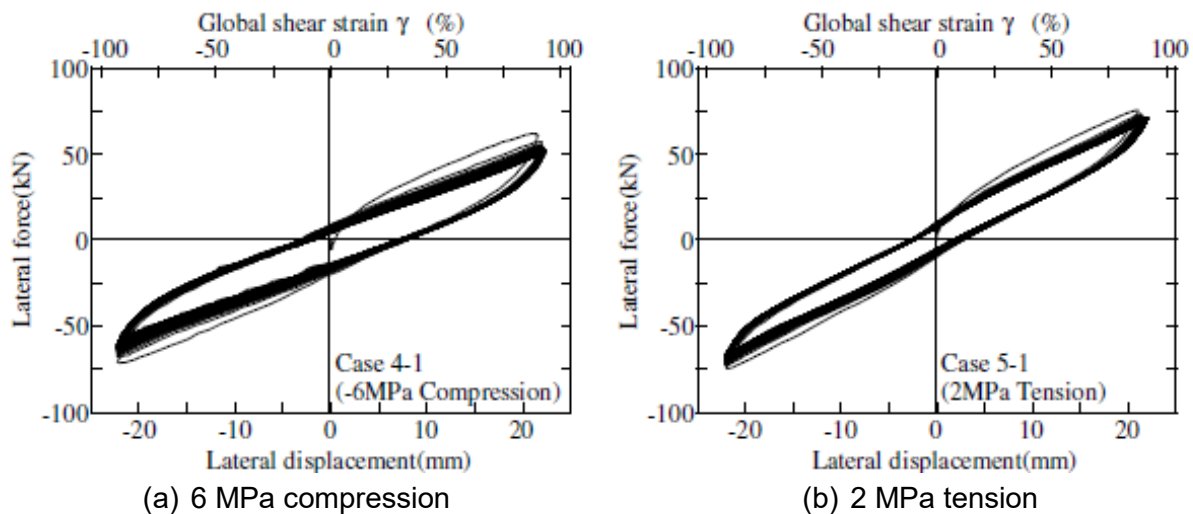 Global shear strain γ (%)
-100 -50 0 50 100
100
50
0
-50
-100
Lateral force(kN)
Case 4-1
(-6MPa Compression)
-20 -10 0 10 20
Lateral displacement(mm)
(a) 6 MPa compression
Global shear strain γ (%)
-100 -50 0 50 100
100
50
0
-50
-100
Lateral force(kN)
Case 5-1
(2MPa Tension)
-20 -10 0 10 20
Lateral displacement(mm)
(b) 2 MPa tension